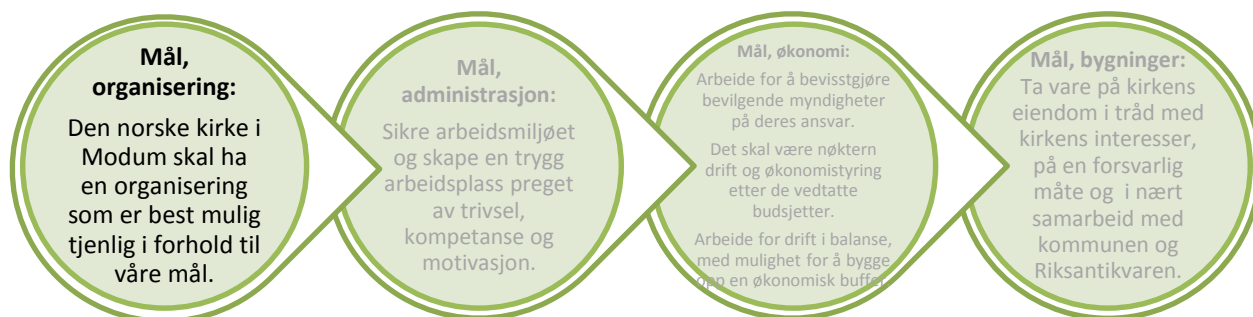 Mål,
organisering:
Den norske kirke i
Modum skal ha
en organisering
som er best mulig
tjenlig i forhold til
våre mål.
Mål,
administrasjon:
Sikre arbeidsmiljøet
og skape en trygg
arbeidsplass preget
av trivsel,
kompetanse og
motivasjon.
Mål, økonomi:
Arbeide for å bevisstgjøre
bevilgende myndigheter
på deres ansvar.
Det skal være nøktern
drift og økonomistyring
etter de vedtatte
budsjetter.
Arbeide for drift i balanse,
med mulighet for å bygge
opp en økonomisk buffer.
Mål, bygninger:
Ta vare på kirkens
eiendom i tråd med
kirkens interesser,
på en forsvarlig
måte og  i nært
samarbeid med
kommunen og
Riksantikvaren.